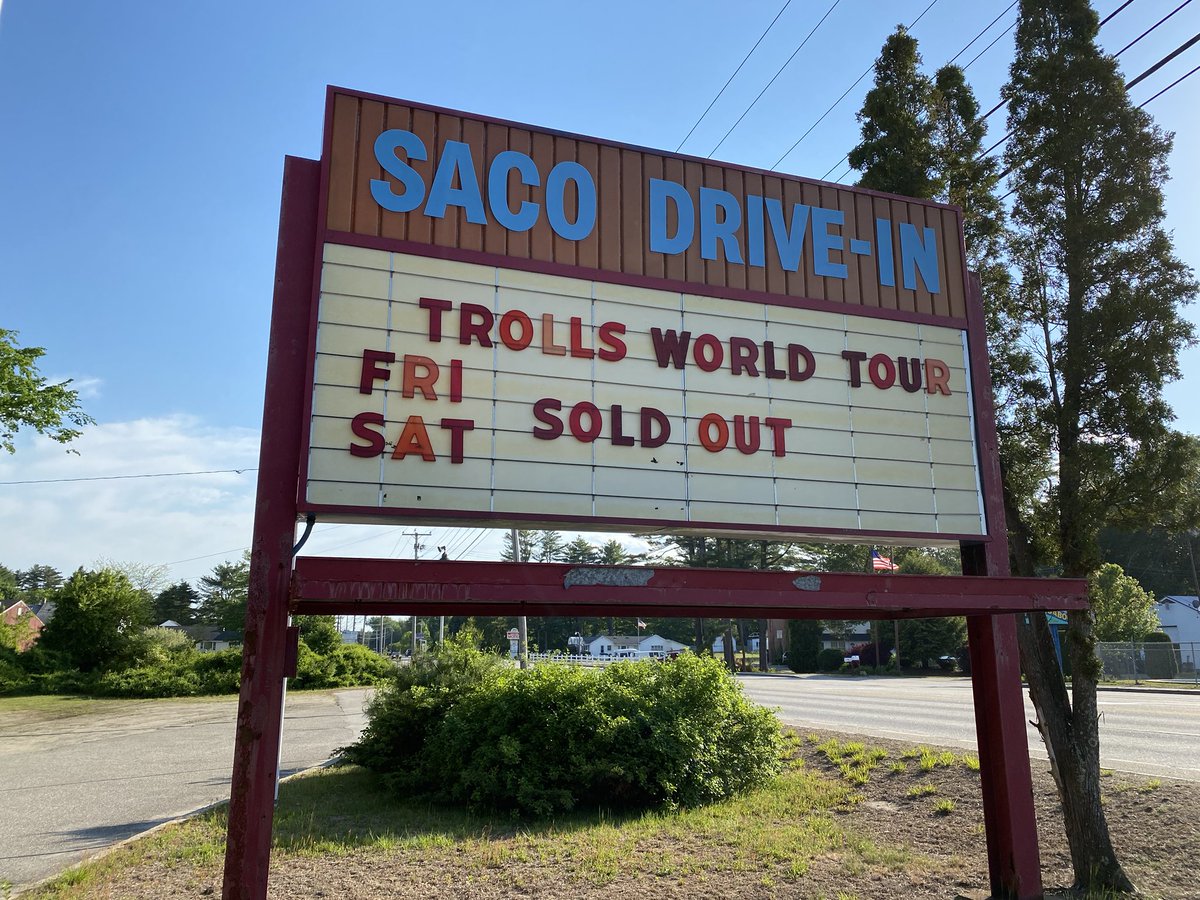 SACO DRIVE-IN
TROLLS WORLD TOUR
FRI
SAT SOLD OUT